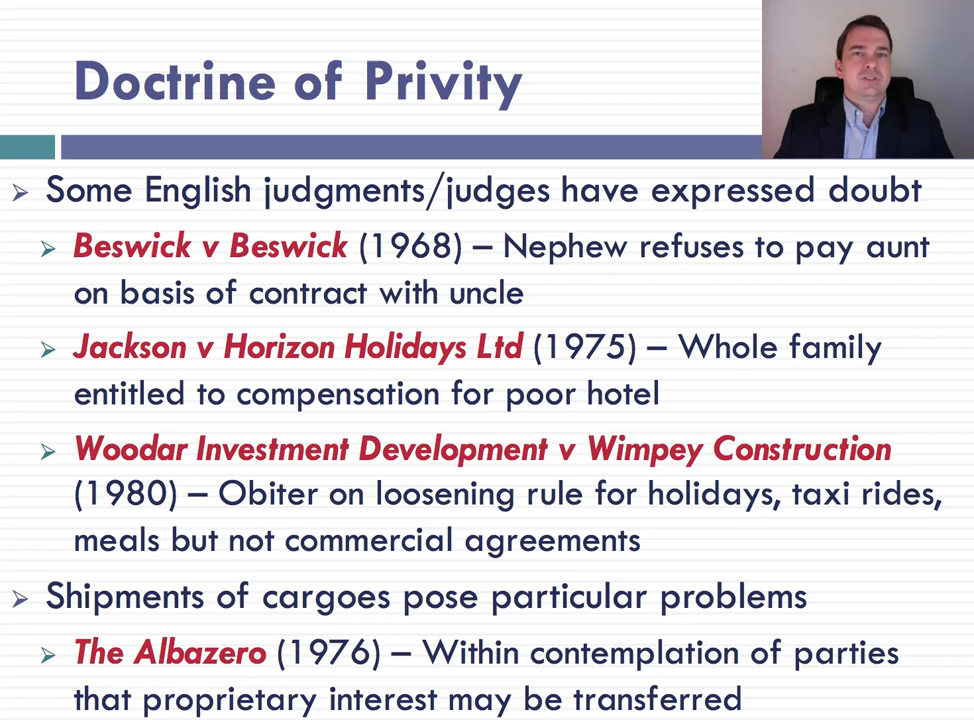 Doctrine of Privity
Some English judgments/judges have expressed doubt
Beswick v Beswick (1968) – Nephew refuses to pay aunt
on basis of contract with uncle
Jackson v Horizon Holidays Ltd (1975) – Whole family
entitled to compensation for poor hotel
Woodar Investment Development v Wimpey Construction
(1980) – Obiter on loosening rule for holidays, taxi rides,
meals but not commercial agreements
Shipments of cargoes pose particular problems
The Albazero (1976) – Within contemplation of parties
that proprietary interest may be transferred